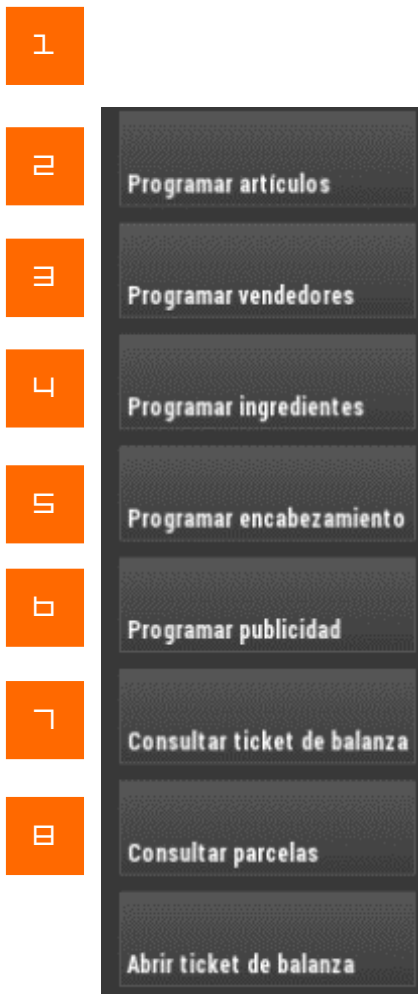 1
2 Programar artículos
3 Programar vendedores
4 Programar ingredientes
5 Programar encabezamiento
6 Programar publicidad
7 Consultar ticket de balanza
8 Consultar parcelas
Abrir ticket de balanza